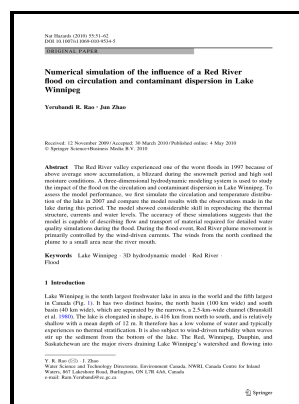 Nat Hazards (2010) 55:51–62
DOI 10.1007/s11069-010-9534-5
ORIGINAL PAPER
Numerical simulation of the influence of a Red River
flood on circulation and contaminant dispersion in Lake
Winnipeg
Yerubandi R. Rao · Jun Zhao
Received: 12 November 2009 / Accepted: 30 March 2010 / Published online: 4 May 2010
© Springer Science+Business Media B.V. 2010
Abstract The Red River valley experienced one of the worst floods in 1997 because of
above average snow accumulation, a blizzard during the snowmelt period and high soil
moisture conditions. A three-dimensional hydrodynamic modeling system is used to study
the impact of the flood on the circulation and contaminant dispersion in Lake Winnipeg. To
assess model performance, we first simulate the circulation and temperature distribu-
tion of the lake in 2007 and compare the model results with the observations made in the
lake during this period. The model showed considerable skill in reproducing the thermal
structure, currents and water levels. The accuracy of these simulations suggests that the
model is capable of describing flow and transport of material required for detailed water
quality simulations during the flood. During the flood event, Red River plume movement is
primarily controlled by the wind-driven currents. The winds from the north confined the
plume to a small area near the river mouth.
Keywords Lake Winnipeg · 3D hydrodynamic model · Red River ·
Flood
1 Introduction
Lake Winnipeg is the tenth largest freshwater lake in area in the world and the fifth largest
in Canada (Fig. 1). It has two distinct basins, the north basin (100 km wide) and south
basin (40 km wide), which are separated by the narrows, a 2.5-km-wide channel (Brunskill
et al. 1980). The lake is elongated in shape, is 416 km from north to south, and is relatively
shallow with a mean depth of 12 m. It therefore has a low volume of water and typically
experiences no thermal stratification. It is also subject to wind-driven turbidity when waves
stir up the sediment from the bottom of the lake. The Red, Winnipeg, Dauphin, and
Saskatchewan are the major rivers draining Lake Winnipeg's watershed and flowing into
Y. R. Rao (✉) · J. Zhao
Water Science and Technology Directorate, Environment Canada, NWRI, Canada Centre for Inland
Waters, 867 Lakeshore Road, Burlington, ON L7R 4A6, Canada
e-mail: Ram.Yerubandi@ec.gc.ca
Springer